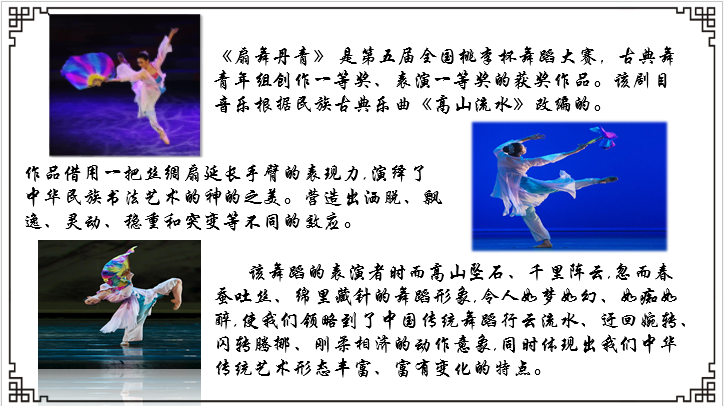 《扇舞丹青》 是第五届全国桃李杯舞蹈大赛，古典舞
青年组创作一等奖、表演一等奖的获奖作品。该剧目
音乐根据民族古典乐曲《高山流水》改编的。
作品借用一把丝绸扇延长手臂的表现力,演绎了
中华民族书法艺术的神的之美。营造出洒脱、飘
逸、灵动、稳重和突变等不同的效应。
该舞蹈的表演者时而高山坠石、千里阵云,忽而春
蚕吐丝、绵里藏针的舞蹈形象,令人如梦如幻、如痴如
醉,使我们领略到了中国传统舞蹈行云流水、迂回婉转、
闪转腾挪、刚柔相济的动作意象,同时体现出我们中华
传统艺术形态丰富、富有变化的特点。